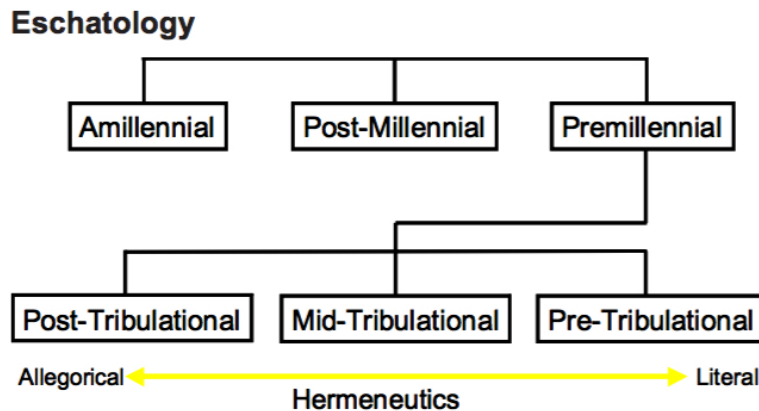 Eschatology
Amillennial Post-Millennial Premillennial
Post-Tribulational Mid-Tribulational Pre-Tribulational
Allegorical Literal
Hermeneutics